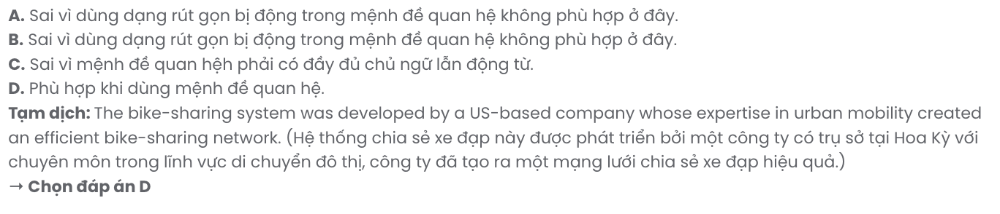 A. Sai vì dùng dạng rút gọn bị động trong mệnh đề quan hệ không phù hợp ở đây.
B. Sai vì dùng dạng rút gọn bị động trong mệnh đề quan hệ không phù hợp ở đây.
C. Sai vì mệnh đề quan hệh phải có đầy đủ chủ ngữ lẫn động từ.
D. Phù hợp khi dùng mệnh đề quan hệ.
Tạm dịch: The bike-sharing system was developed by a US-based company whose expertise in urban mobility created
an efficient bike-sharing network. (Hệ thống chia sẻ xe đạp này được phát triển bởi một công ty có trụ sở tại Hoa Kỳ với
chuyên môn trong lĩnh vực di chuyển đô thị, công ty đã tạo ra một mạng lưới chia sẻ xe đạp hiệu quả.)
→ Chọn đáp án D